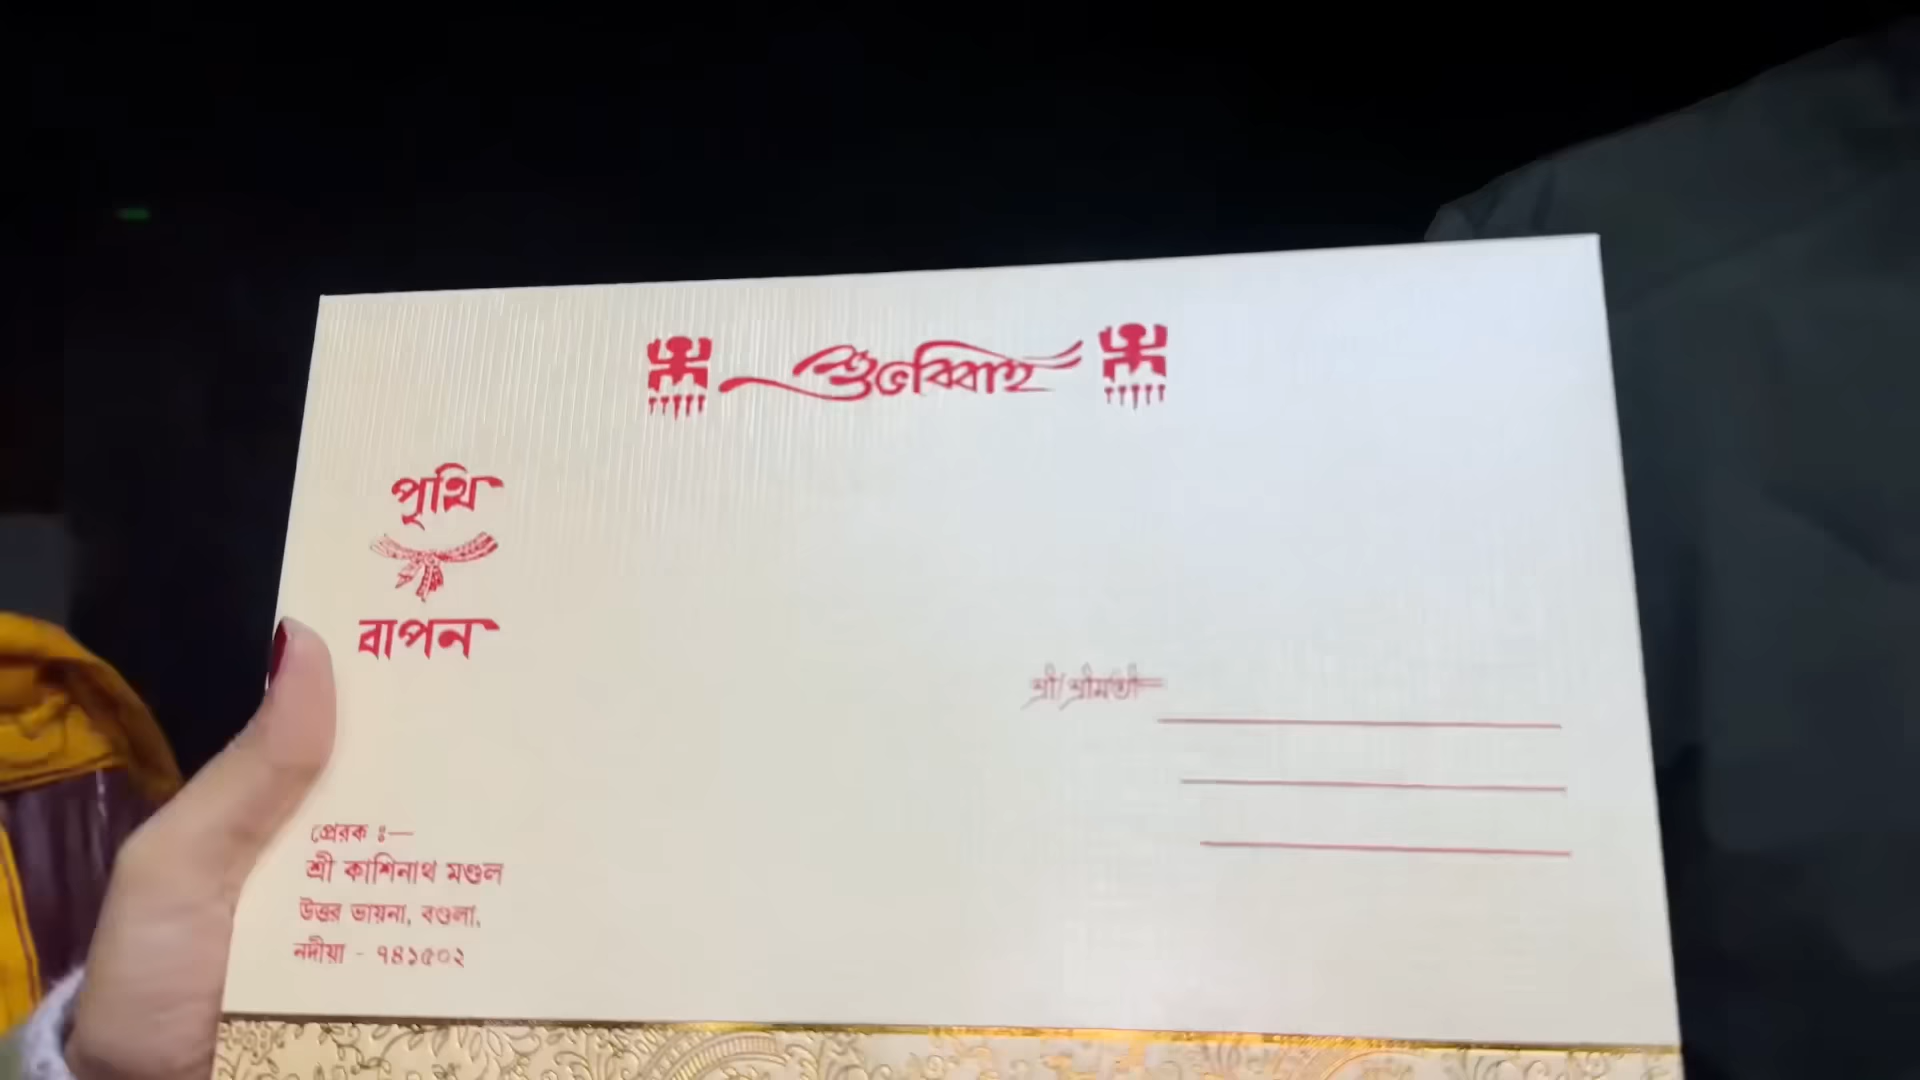 শুভবিবাহ
পৃথি
বাপন
শ্রী/শ্রীমতী
প্রেরক ঃ—
শ্রী কাশিনাথ মণ্ডল
উত্তর ভায়না, বগুলা,
নদীয়া - ৭৪১৫০২